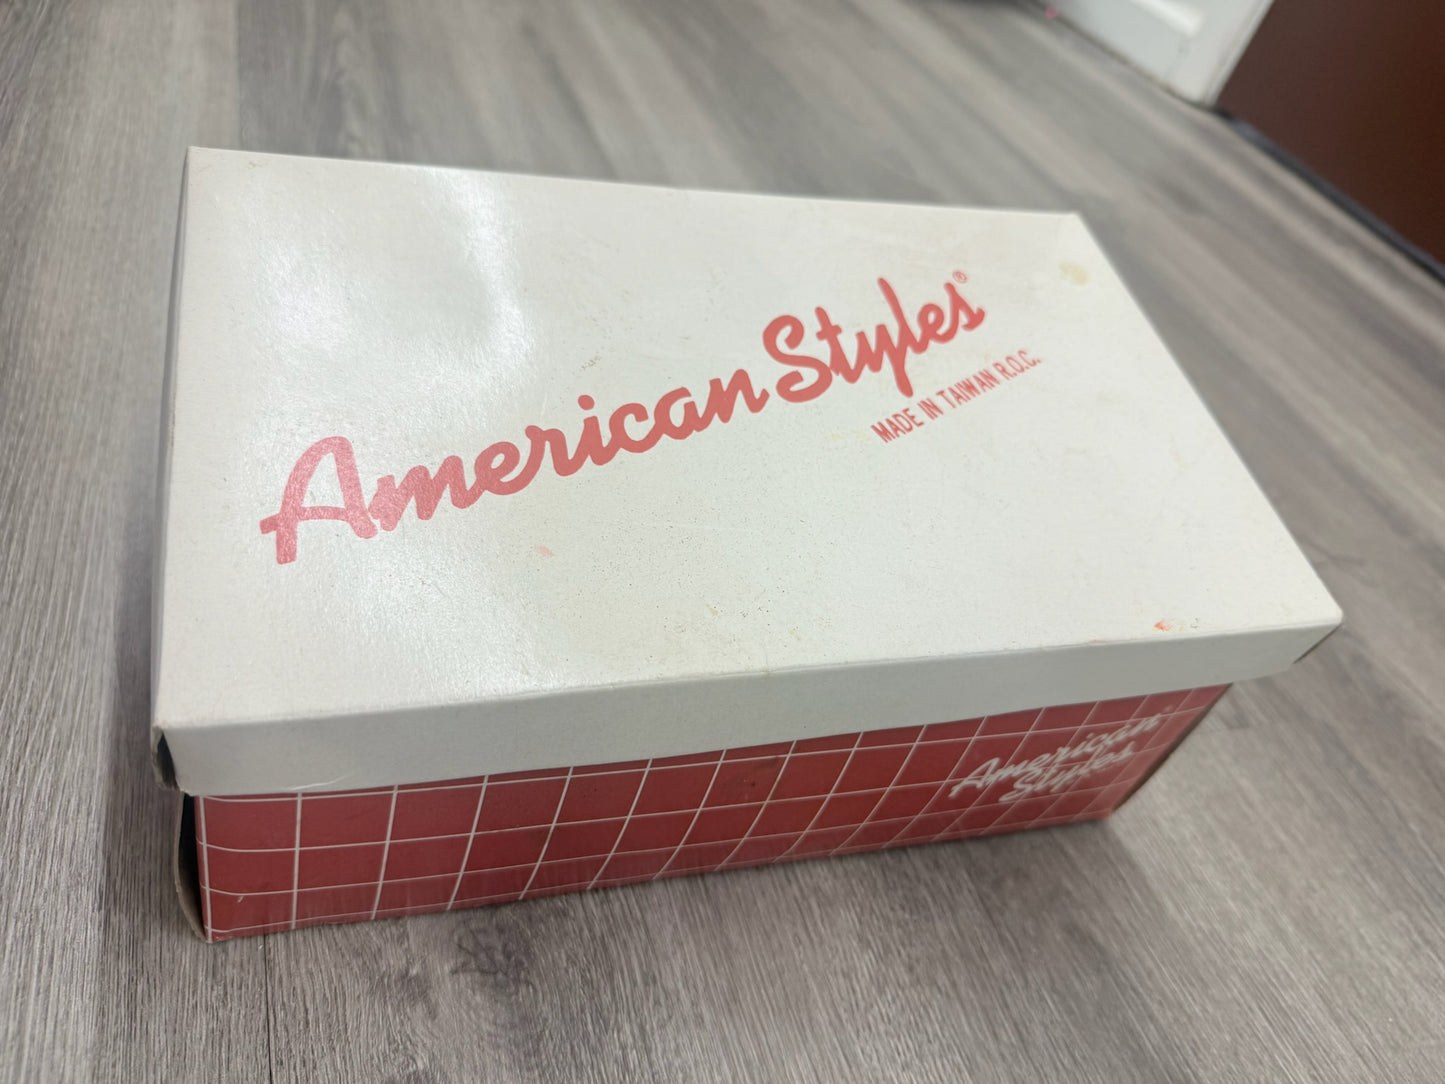 American Styles®
MADE IN TAIWAN R.O.C.
American®
Styles